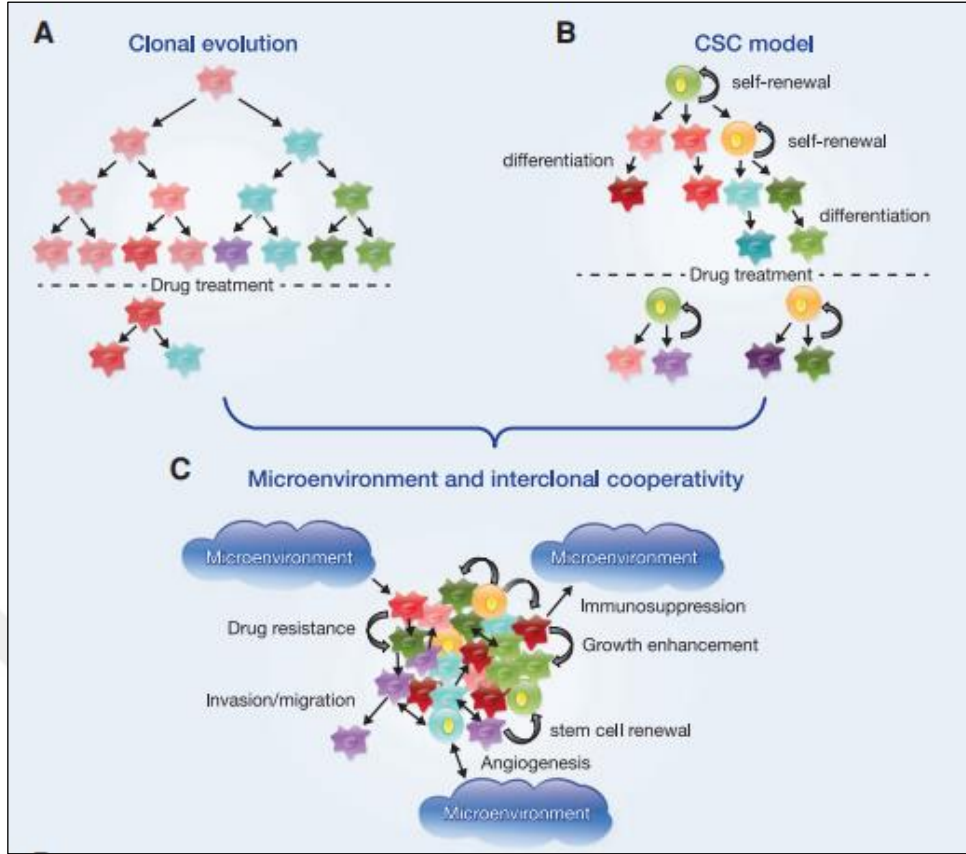 A
Clonal evolution
Drug treatment
B
CSC model
self-renewal
self-renewal
differentiation
differentiation
Drug treatment
C
Microenvironment and interclonal cooperativity
Microenvironment
Microenvironment
Immunosuppression
Drug resistance
Growth enhancement
Invasion/migration
stem cell renewal
Angiogenesis
Microenvironment